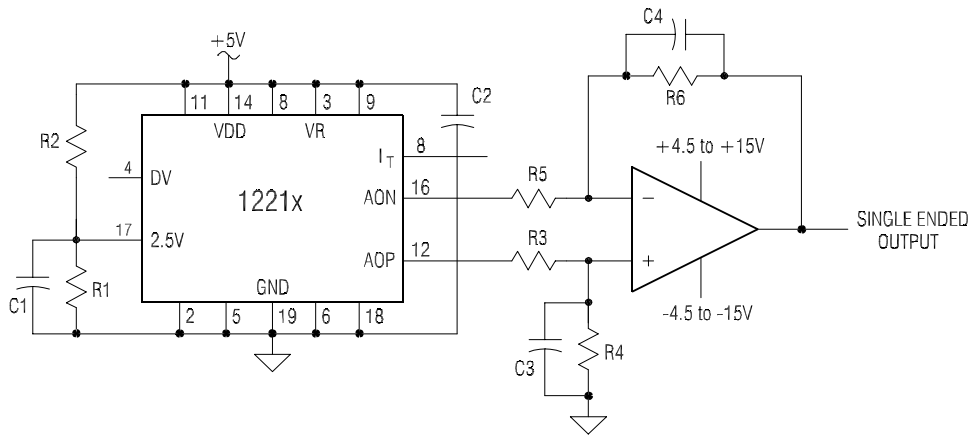 +5V
C4
R6
C2
11 14 8 3 9
VDD VR
R2
8
I_T
+4.5 to +15V
4 DV
1221x
AON 16
R5
−
17 2.5V
R3
AOP 12
+
SINGLE ENDED
OUTPUT
C1
R1
GND
-4.5 to -15V
2 5 19 6 18
C3
R4